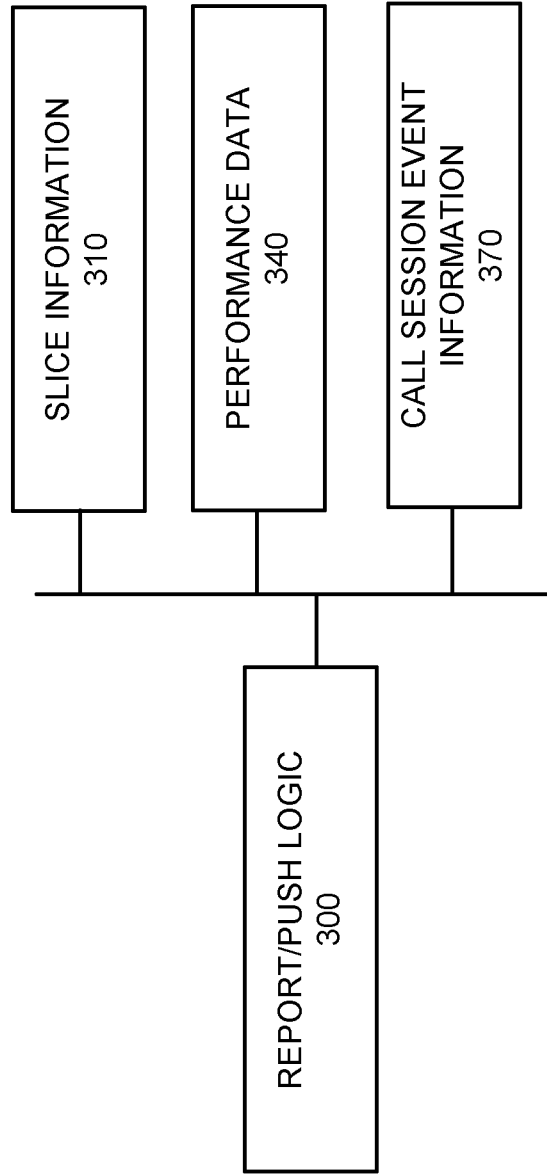 REPORT/PUSH LOGIC
300
SLICE INFORMATION
310
PERFORMANCE DATA
340
CALL SESSION EVENT
INFORMATION
370